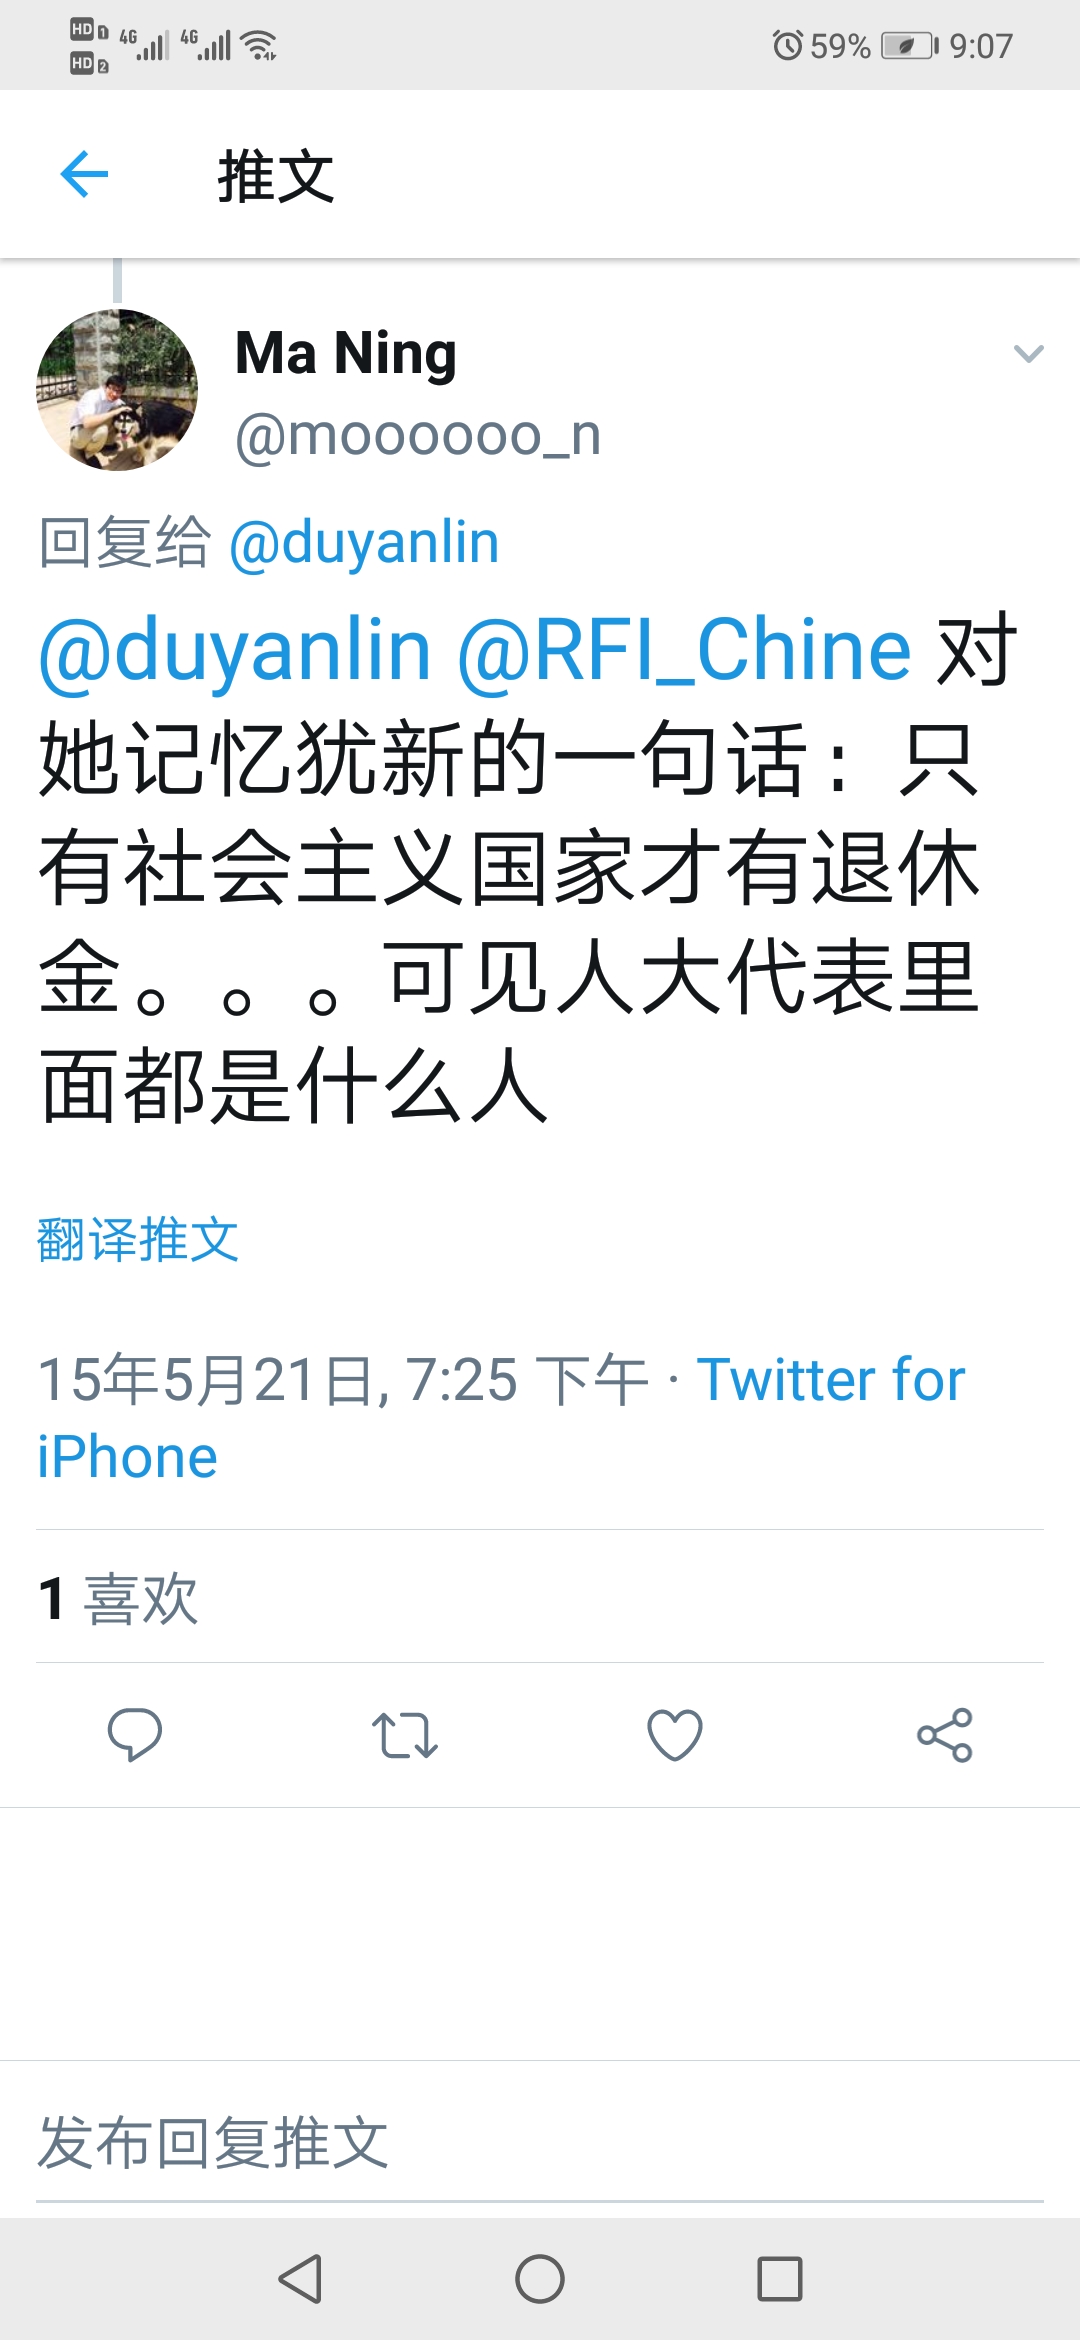 HD 1 4G 4G 59% 9:07
HD 2
推文
Ma Ning
@moooooo_n
回复给 @duyanlin
@duyanlin @RFI_Chine 对
她记忆犹新的一句话：只
有社会主义国家才有退休
金。。。可见人大代表里
面都是什么人
翻译推文
15年5月21日, 7:25 下午 · Twitter for
iPhone
1 喜欢
发布回复推文